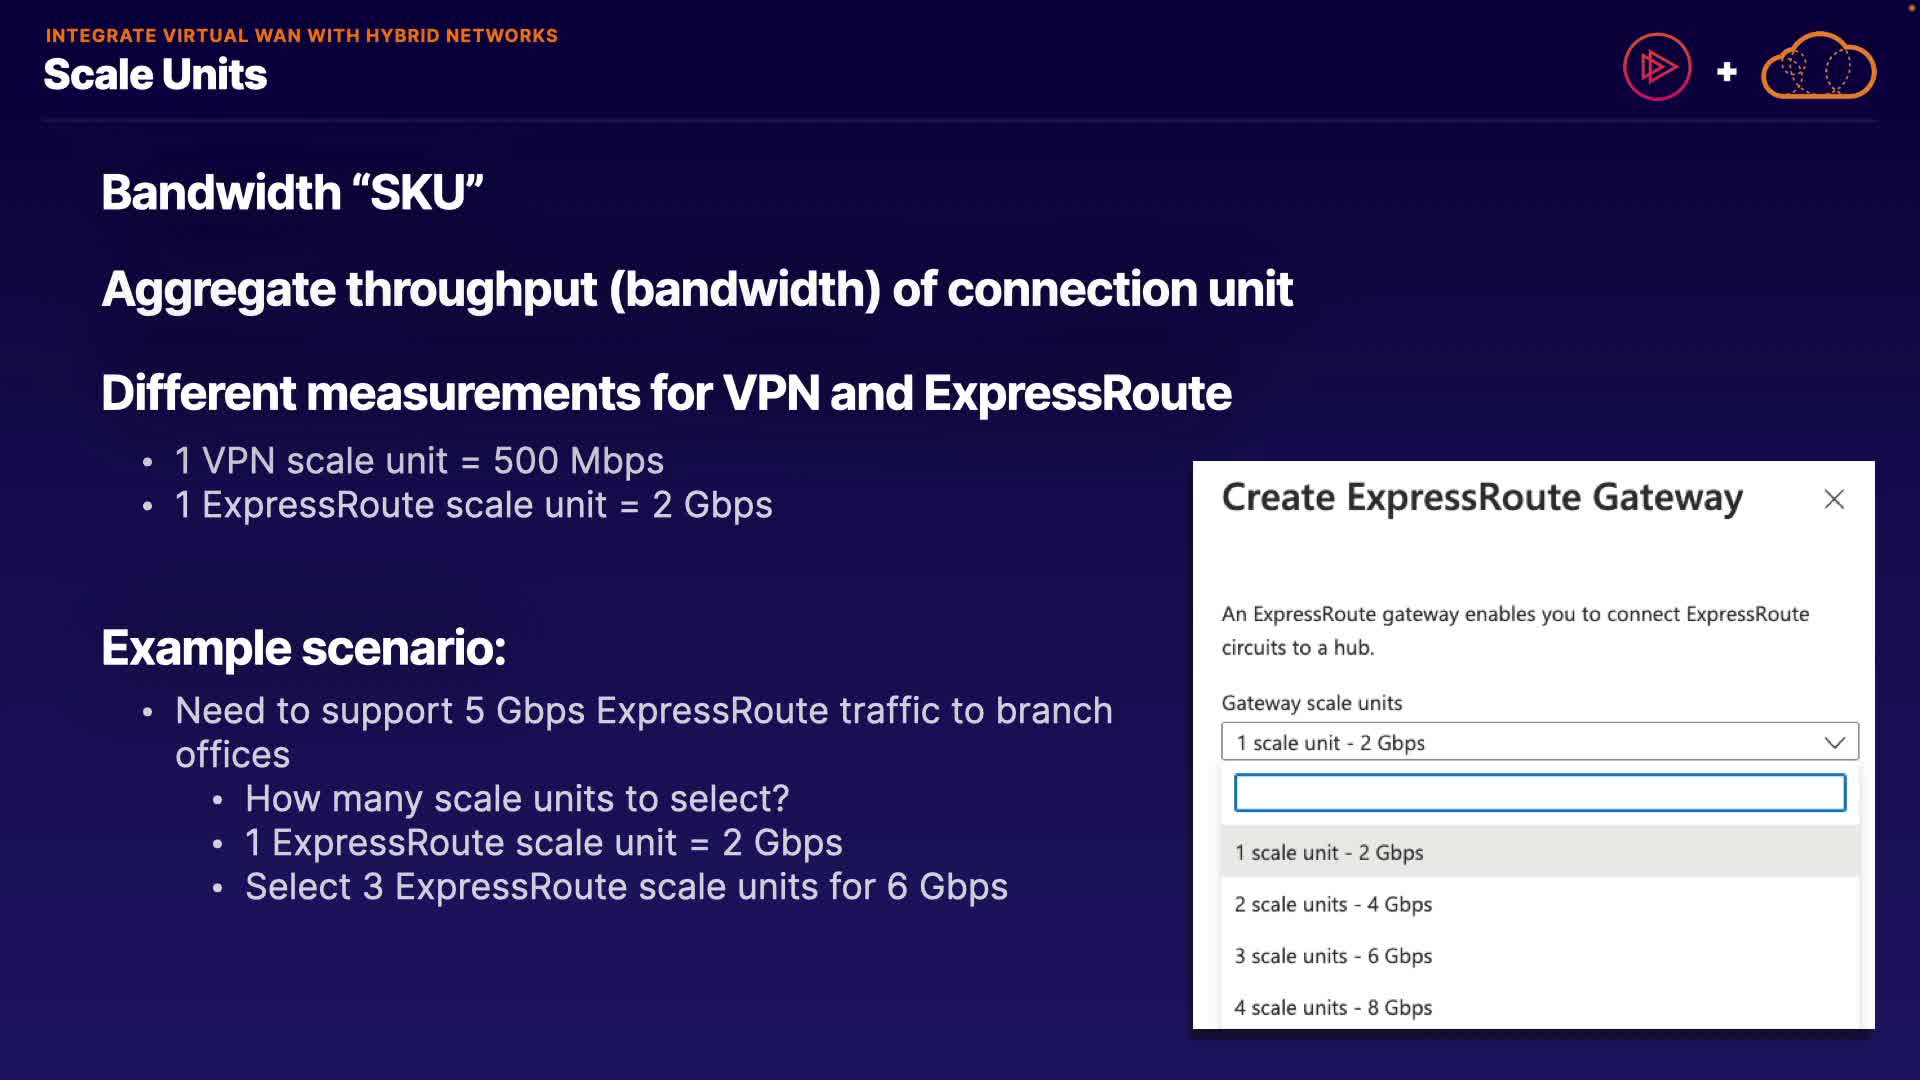 INTEGRATE VIRTUAL WAN WITH HYBRID NETWORKS
Scale Units
Bandwidth “SKU”
Aggregate throughput (bandwidth) of connection unit
Different measurements for VPN and ExpressRoute
• 1 VPN scale unit = 500 Mbps
• 1 ExpressRoute scale unit = 2 Gbps
Example scenario:
• Need to support 5 Gbps ExpressRoute traffic to branch
offices
• How many scale units to select?
• 1 ExpressRoute scale unit = 2 Gbps
• Select 3 ExpressRoute scale units for 6 Gbps
Create ExpressRoute Gateway
An ExpressRoute gateway enables you to connect ExpressRoute
circuits to a hub.
Gateway scale units
1 scale unit - 2 Gbps
1 scale unit - 2 Gbps
2 scale units - 4 Gbps
3 scale units - 6 Gbps
4 scale units - 8 Gbps